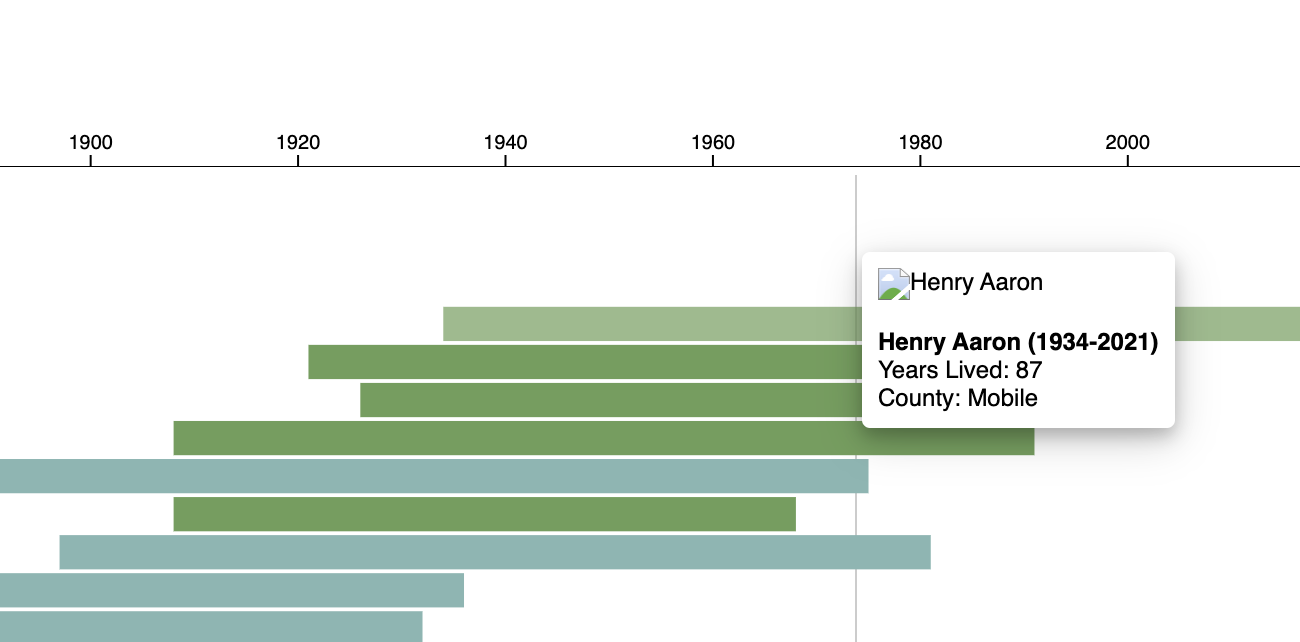 1900 1920 1940 1960 1980 2000
Henry Aaron
Henry Aaron (1934-2021)
Years Lived: 87
County: Mobile